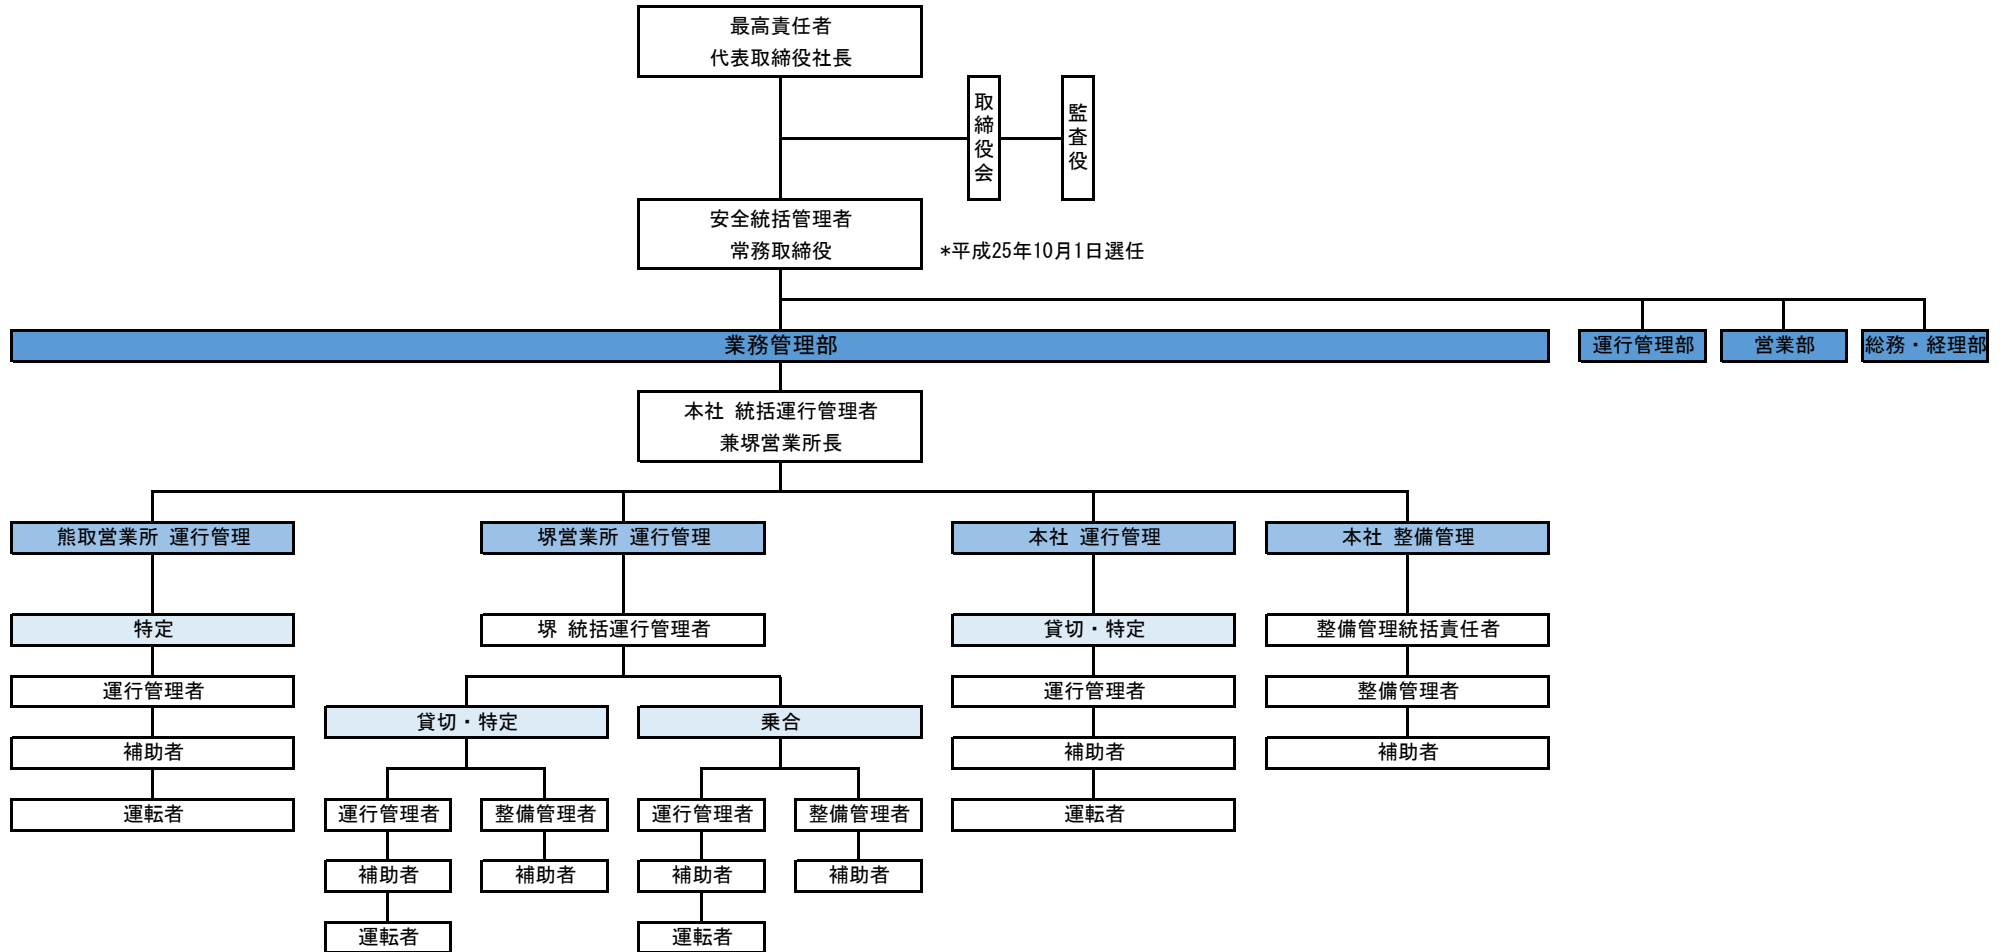 最高責任者
代表取締役社長
取締役会
監査役
安全統括管理者
常務取締役
*平成25年10月1日選任
業務管理部
運行管理部
営業部
総務・経理部
本社 統括運行管理者
兼堺営業所長
熊取営業所 運行管理
堺営業所 運行管理
本社 運行管理
本社 整備管理
特定
堺 統括運行管理者
貸切・特定
整備管理統括責任者
運行管理者
運行管理者
整備管理者
貸切・特定
乗合
補助者
補助者
補助者
運転者
運行管理者
整備管理者
運行管理者
整備管理者
運転者
補助者
補助者
補助者
補助者
運転者
運転者